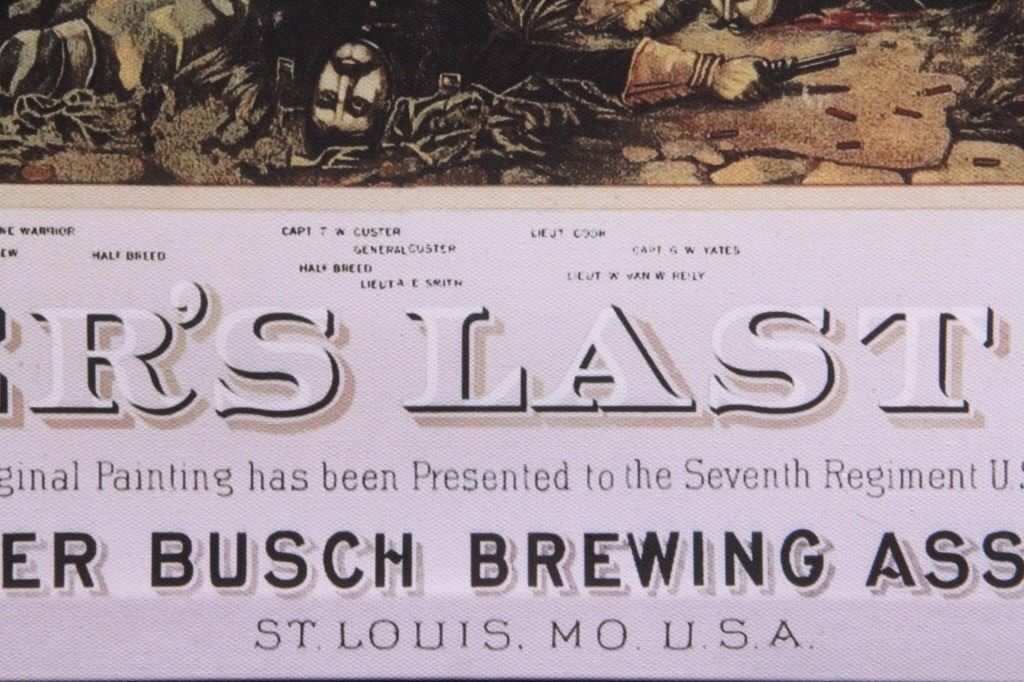 NE WARRIOR
CAPT T W CUSTER
LIEUT COOK
EW
HALF BREED
GENERAL CUSTER
CAPT G W YATES
HALF BREED
LIEUT A E SMITH
LIEUT W VAN W REILY
ER'S LAST
ginal Painting has been Presented to the Seventh Regiment U.S
ER BUSCH BREWING ASS
ST. LOUIS, MO. U.S.A.